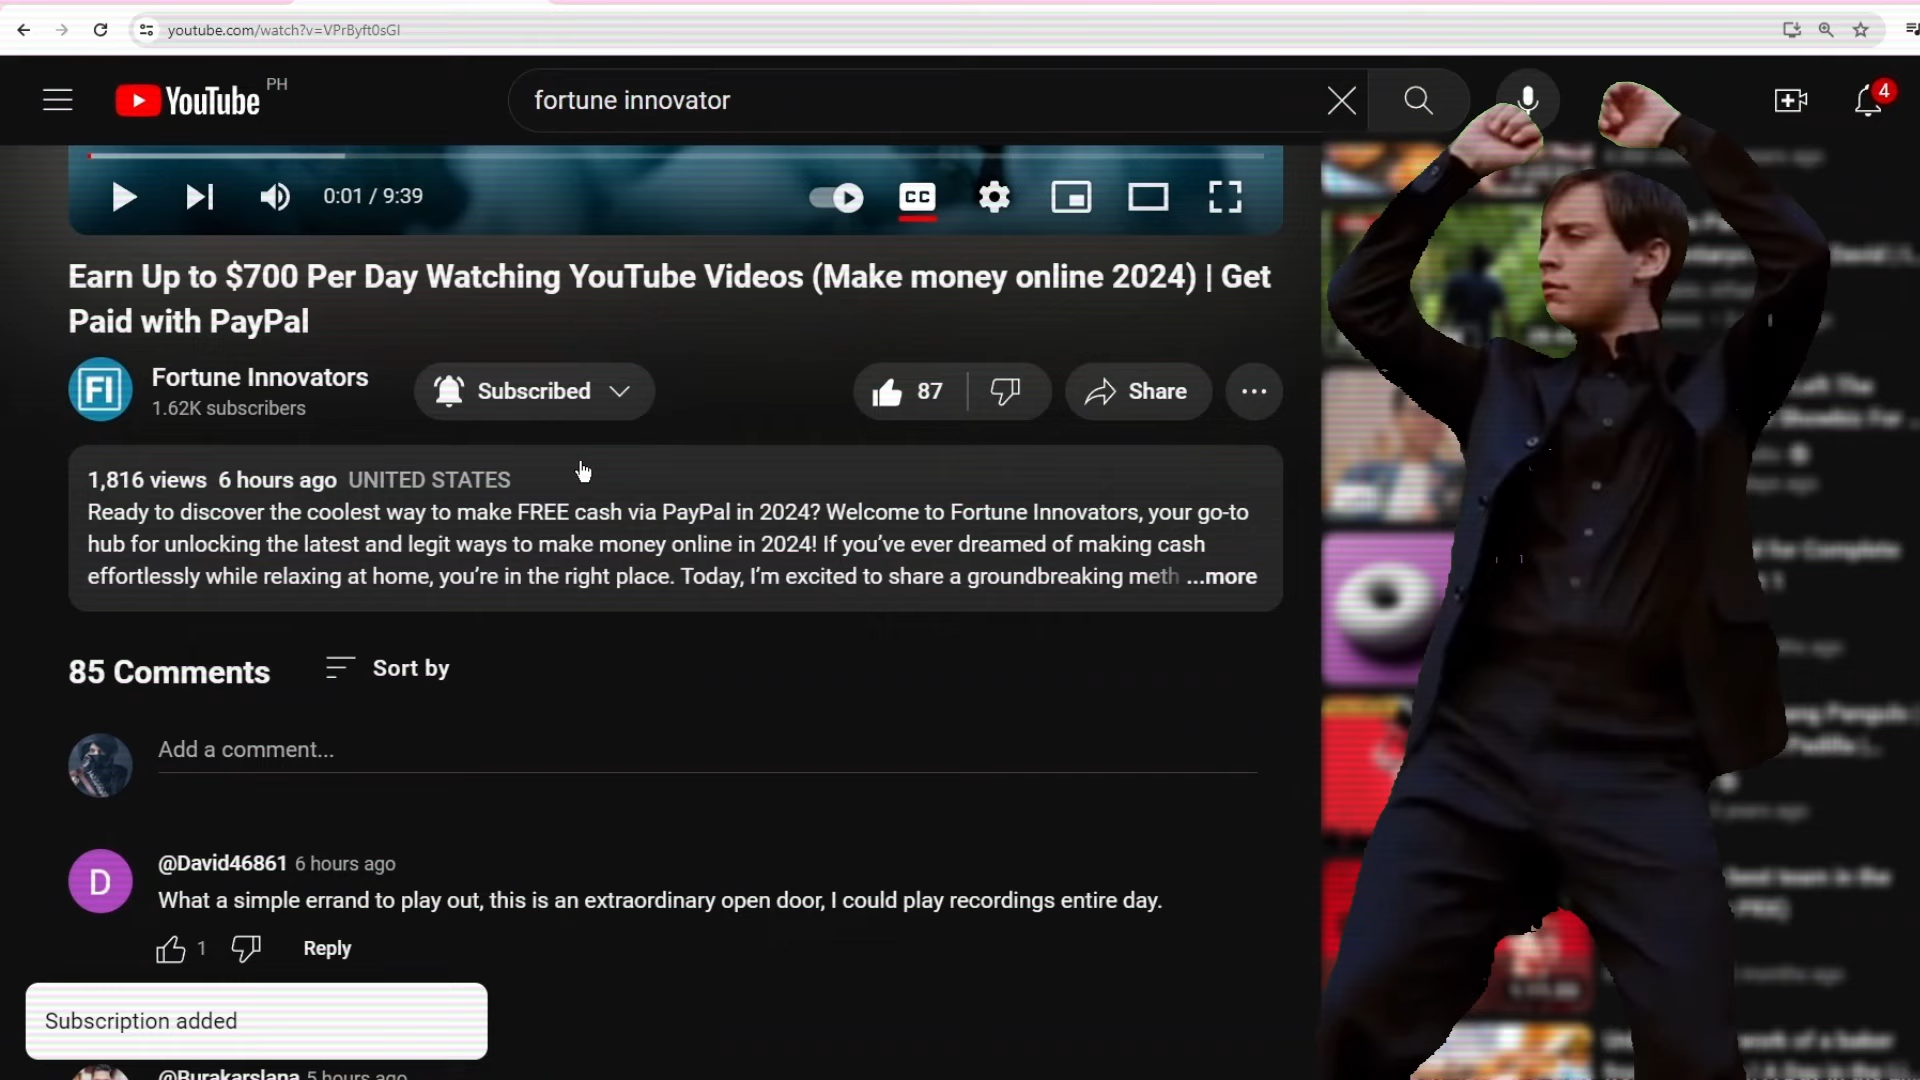 youtube.com/watch?v=VPrByft0sGI
YouTube PH
fortune innovator
4
0:01 / 9:39
CC
Earn Up to $700 Per Day Watching YouTube Videos (Make money online 2024) | Get
Paid with PayPal
FI
Fortune Innovators
1.62K subscribers
Subscribed
87
Share
1,816 views 6 hours ago UNITED STATES
Ready to discover the coolest way to make FREE cash via PayPal in 2024? Welcome to Fortune Innovators, your go-to
hub for unlocking the latest and legit ways to make money online in 2024! If you’ve ever dreamed of making cash
effortlessly while relaxing at home, you’re in the right place. Today, I’m excited to share a groundbreaking meth ...more
85 Comments
Sort by
Add a comment...
D
@David46861 6 hours ago
What a simple errand to play out, this is an extraordinary open door, I could play recordings entire day.
1
Reply
Subscription added
@Burakarslana 5 hours ago